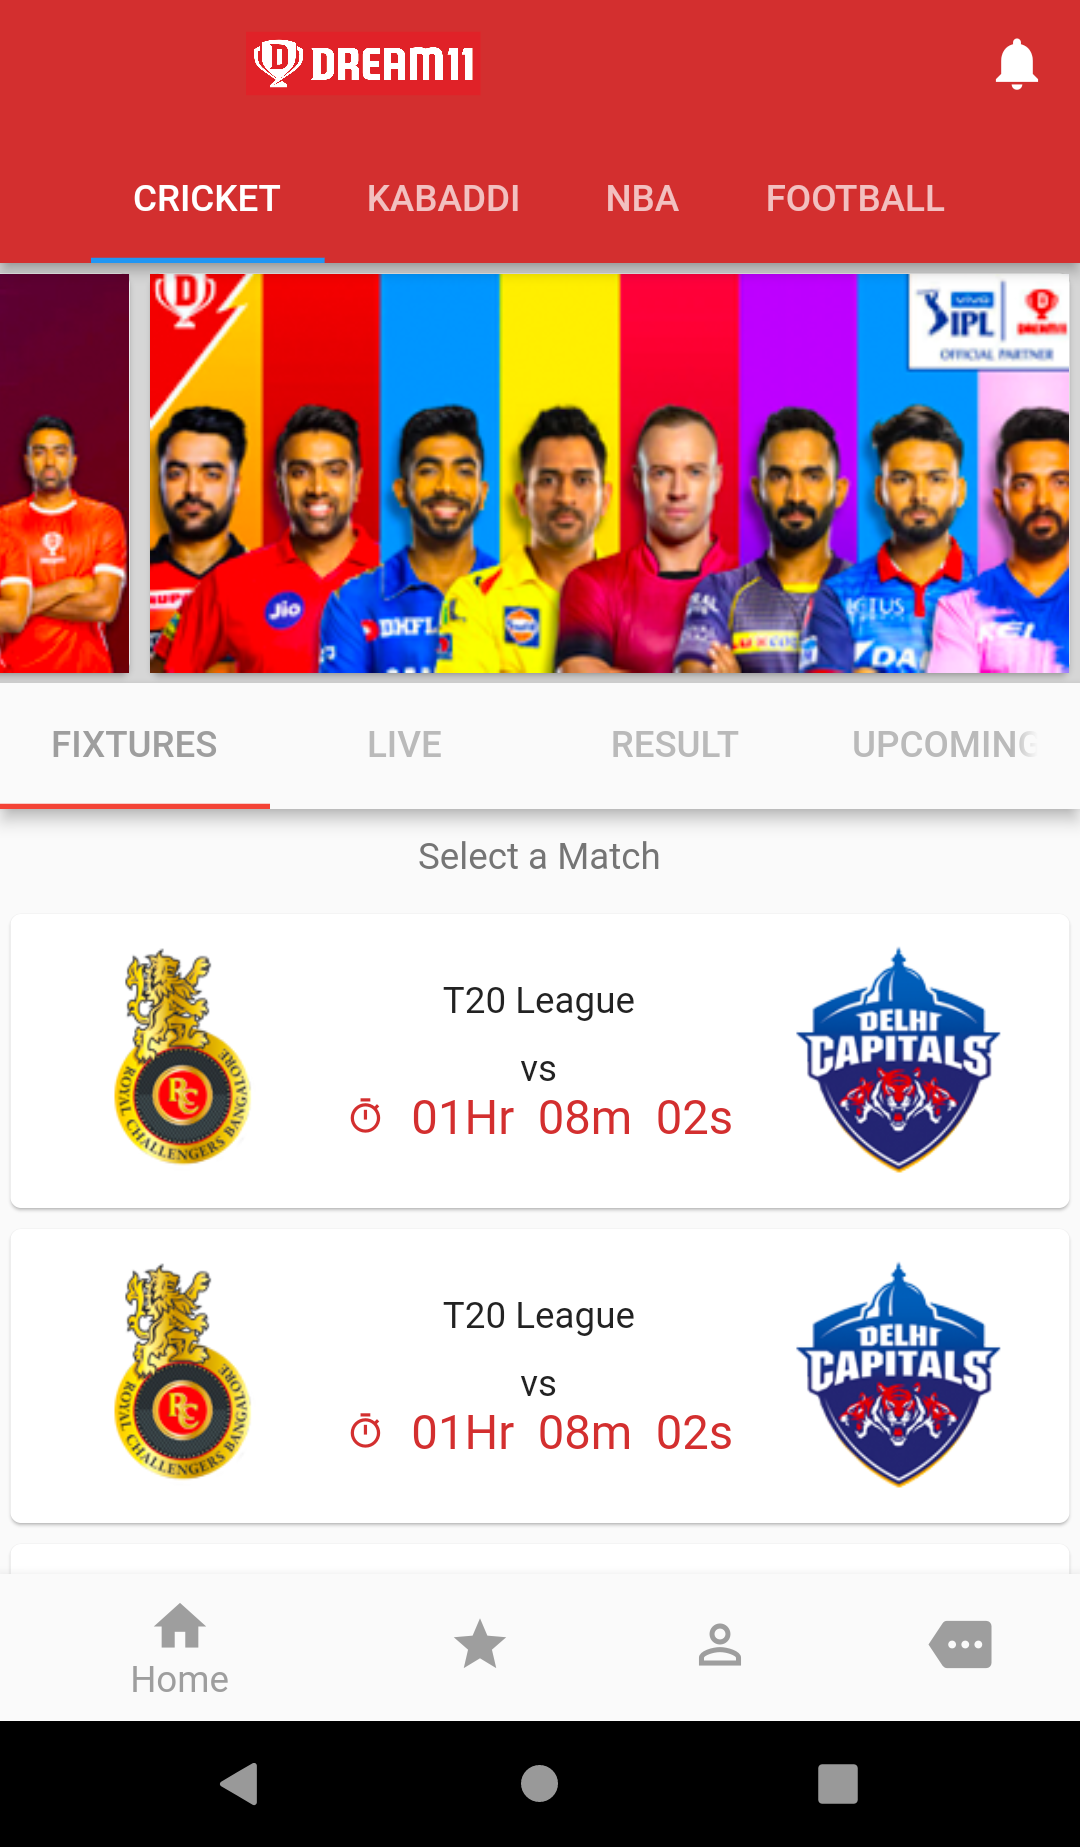 DREAM11
CRICKET KABADDI NBA FOOTBALL
vivo
IPL
DREAM11
OFFICIAL PARTNER
Jio
DHFL
FIXTURES LIVE RESULT UPCOMING
Select a Match
T20 League
vs
01Hr 08m 02s
ROYAL CHALLENGERS BANGALORE
RC
DELHI
CAPITALS
T20 League
vs
01Hr 08m 02s
ROYAL CHALLENGERS BANGALORE
RC
DELHI
CAPITALS
Home